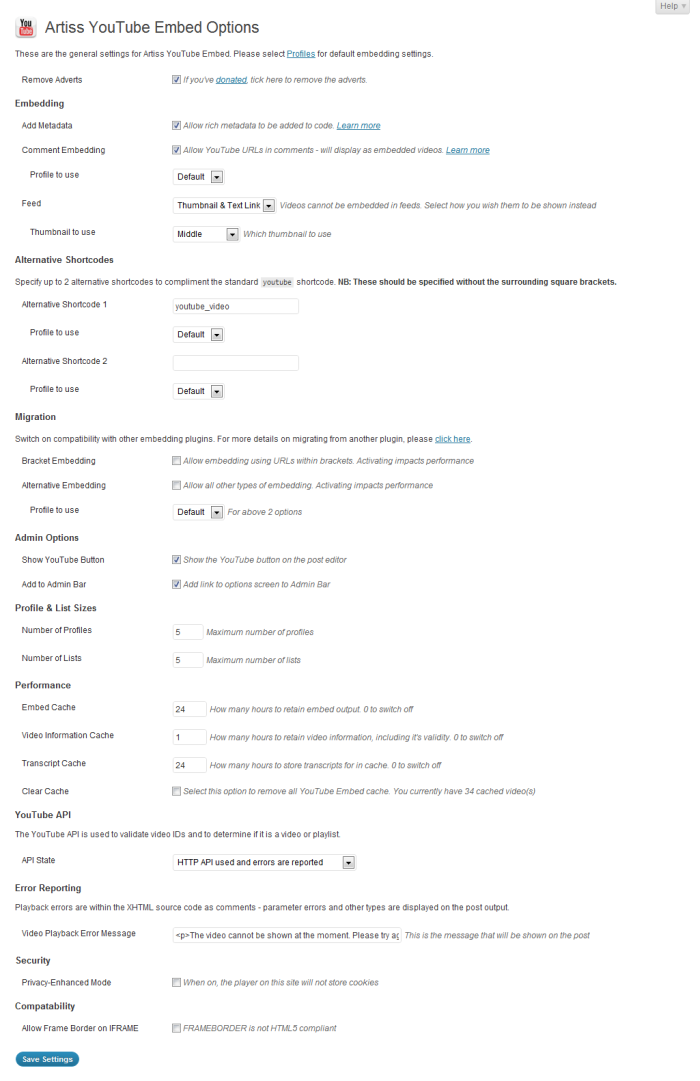 Help
You
Tube
Artiss YouTube Embed Options
These are the general settings for Artiss YouTube Embed. Please select Profiles for default embedding settings.
Remove Adverts If you've donated, tick here to remove the adverts.
Embedding
Add Metadata Allow rich metadata to be added to code. Learn more
Comment Embedding Allow YouTube URLs in comments - will display as embedded videos. Learn more
Profile to use Default
Feed Thumbnail & Text Link Videos cannot be embedded in feeds. Select how you wish them to be shown instead
Thumbnail to use Middle Which thumbnail to use
Alternative Shortcodes
Specify up to 2 alternative shortcodes to compliment the standard youtube shortcode. NB: These should be specified without the surrounding square brackets.
Alternative Shortcode 1 youtube_video
Profile to use Default
Alternative Shortcode 2
Profile to use Default
Migration
Switch on compatibility with other embedding plugins. For more details on migrating from another plugin, please click here.
Bracket Embedding Allow embedding using URLs within brackets. Activating impacts performance
Alternative Embedding Allow all other types of embedding. Activating impacts performance
Profile to use Default For above 2 options
Admin Options
Show YouTube Button Show the YouTube button on the post editor
Add to Admin Bar Add link to options screen to Admin Bar
Profile & List Sizes
Number of Profiles 5 Maximum number of profiles
Number of Lists 5 Maximum number of lists
Performance
Embed Cache 24 How many hours to retain embed output. 0 to switch off
Video Information Cache 1 How many hours to retain video information, including it's validity. 0 to switch off
Transcript Cache 24 How many hours to store transcripts for in cache. 0 to switch off
Clear Cache Select this option to remove all YouTube Embed cache. You currently have 34 cached video(s)
YouTube API
The YouTube API is used to validate video IDs and to determine if it is a video or playlist.
API State HTTP API used and errors are reported
Error Reporting
Playback errors are within the XHTML source code as comments - parameter errors and other types are displayed on the post output.
Video Playback Error Message <p>The video cannot be shown at the moment. Please try ag This is the message that will be shown on the post
Security
Privacy-Enhanced Mode When on, the player on this site will not store cookies
Compatability
Allow Frame Border on IFRAME FRAMEBORDER is not HTML5 compliant
Save Settings